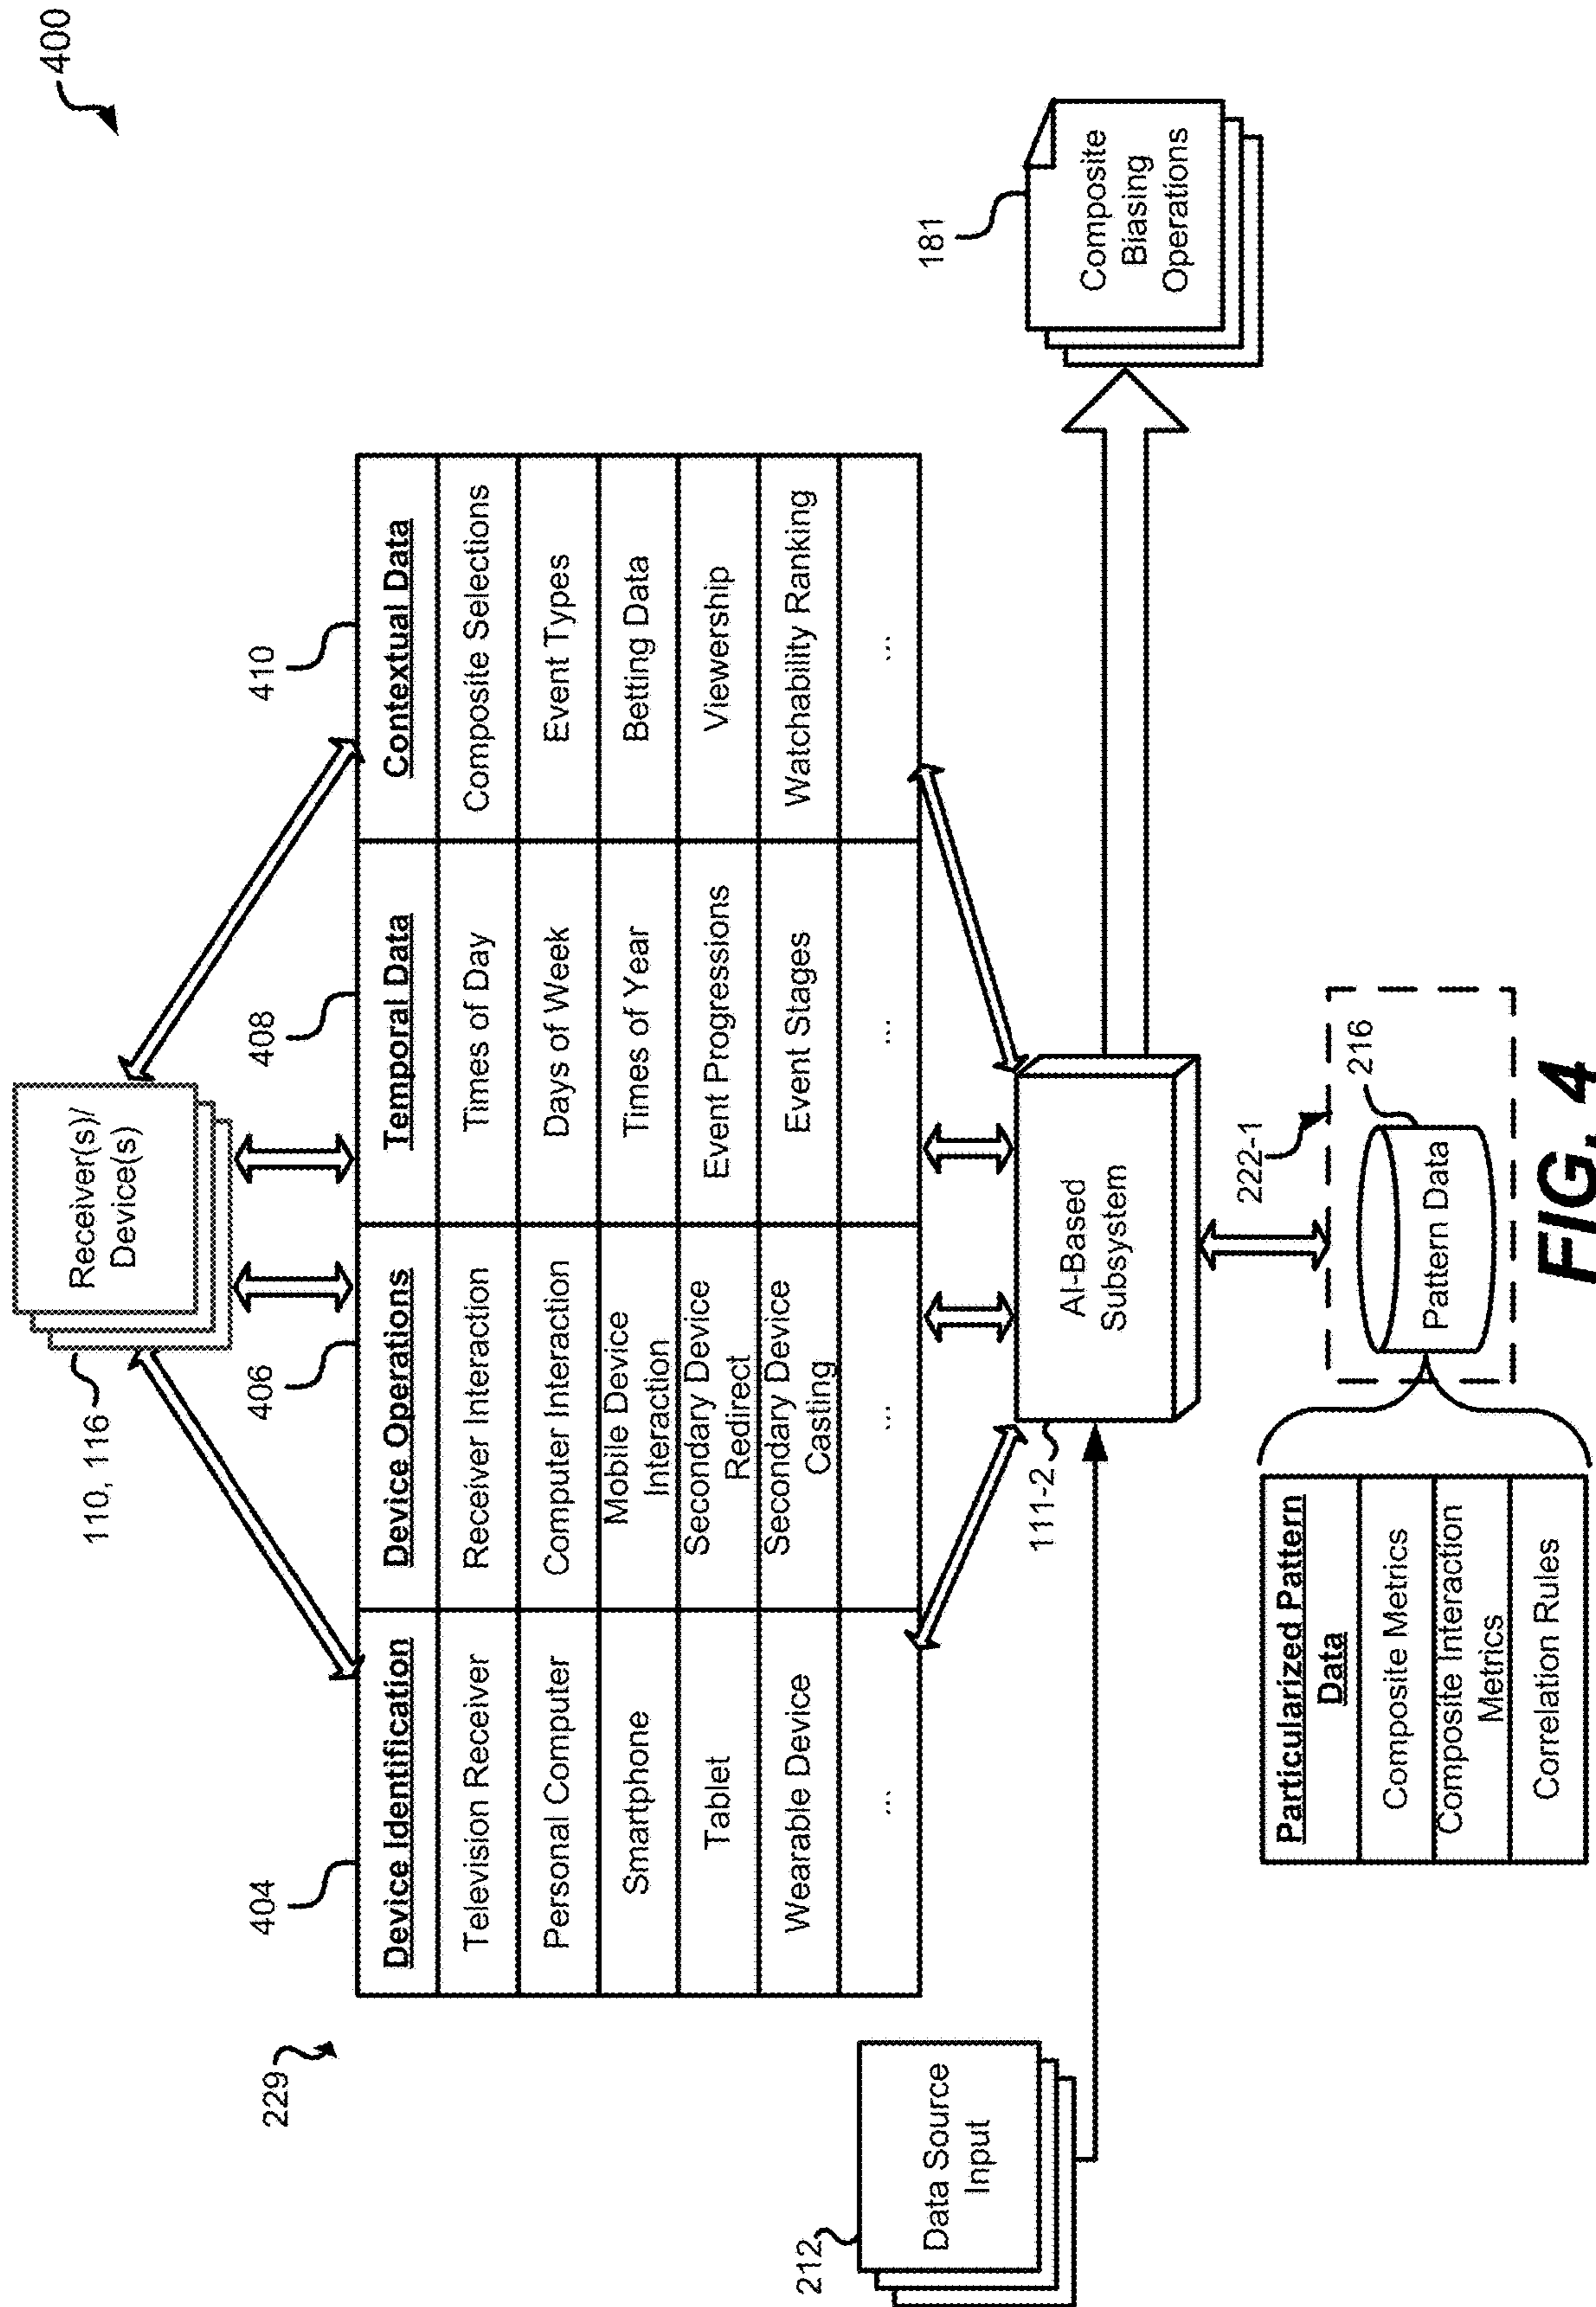 400
110, 116
Receiver(s)/
Device(s)
229
404
406
408
410
Device Identification
Device Operations
Temporal Data
Contextual Data
Television Receiver
Receiver Interaction
Times of Day
Composite Selections
Personal Computer
Computer Interaction
Days of Week
Event Types
Smartphone
Mobile Device
Interaction
Times of Year
Betting Data
Tablet
Secondary Device
Redirect
Event Progressions
Viewership
Wearable Device
Secondary Device
Casting
Event Stages
Watchability Ranking
...
...
...
...
212
Data Source
Input
111-2
AI-Based
Subsystem
181
Composite
Biasing
Operations
222-1
216
Pattern Data
Particularized Pattern
Data
Composite Metrics
Composite Interaction
Metrics
Correlation Rules
FIG. 4